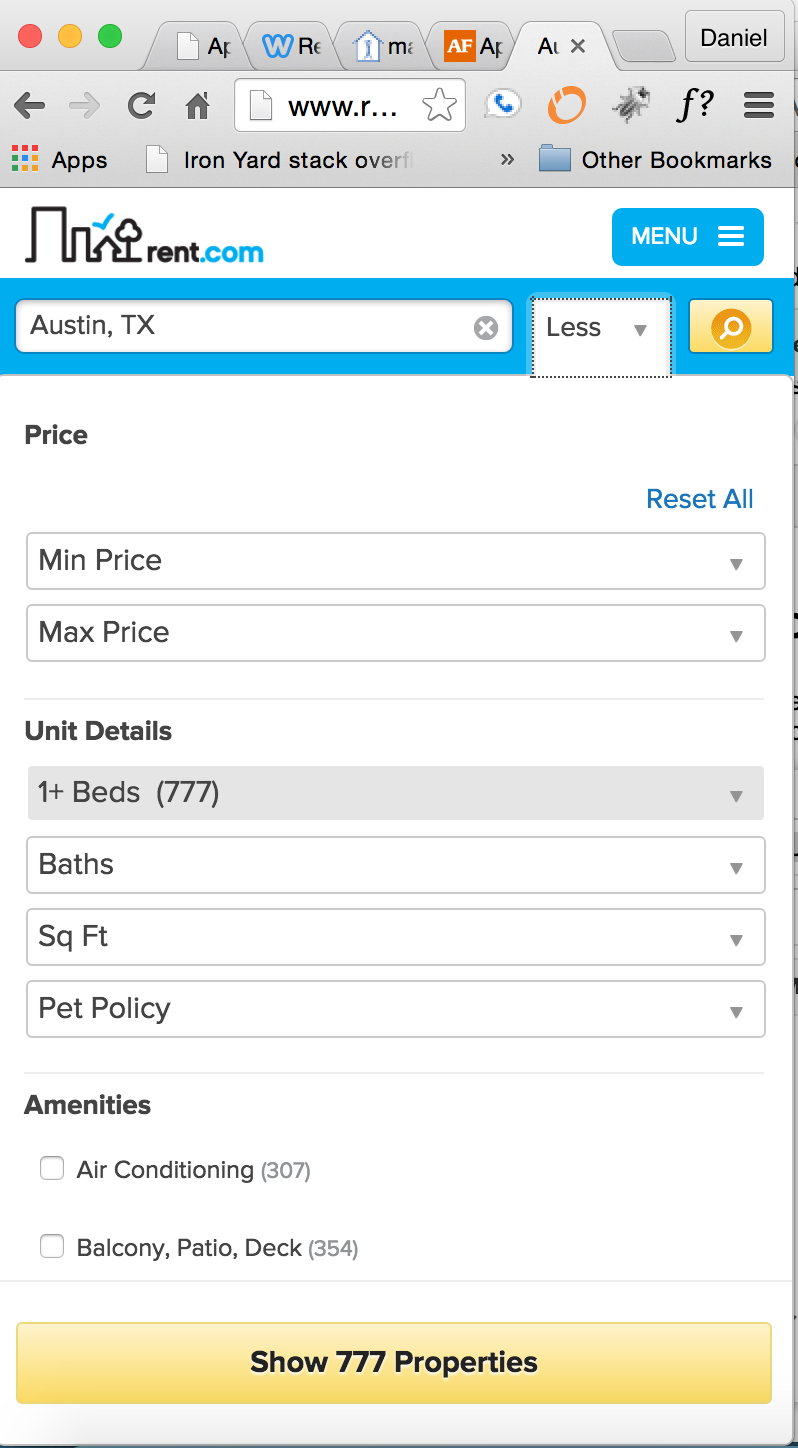 Daniel
Ap
Re
ma
AF Ap
Au
www.r...
f?
Apps
Iron Yard stack overfl
»
Other Bookmarks
rent.com
MENU
Austin, TX
Less
Price
Reset All
Min Price
Max Price
Unit Details
1+ Beds (777)
Baths
Sq Ft
Pet Policy
Amenities
Air Conditioning (307)
Balcony, Patio, Deck (354)
Show 777 Properties